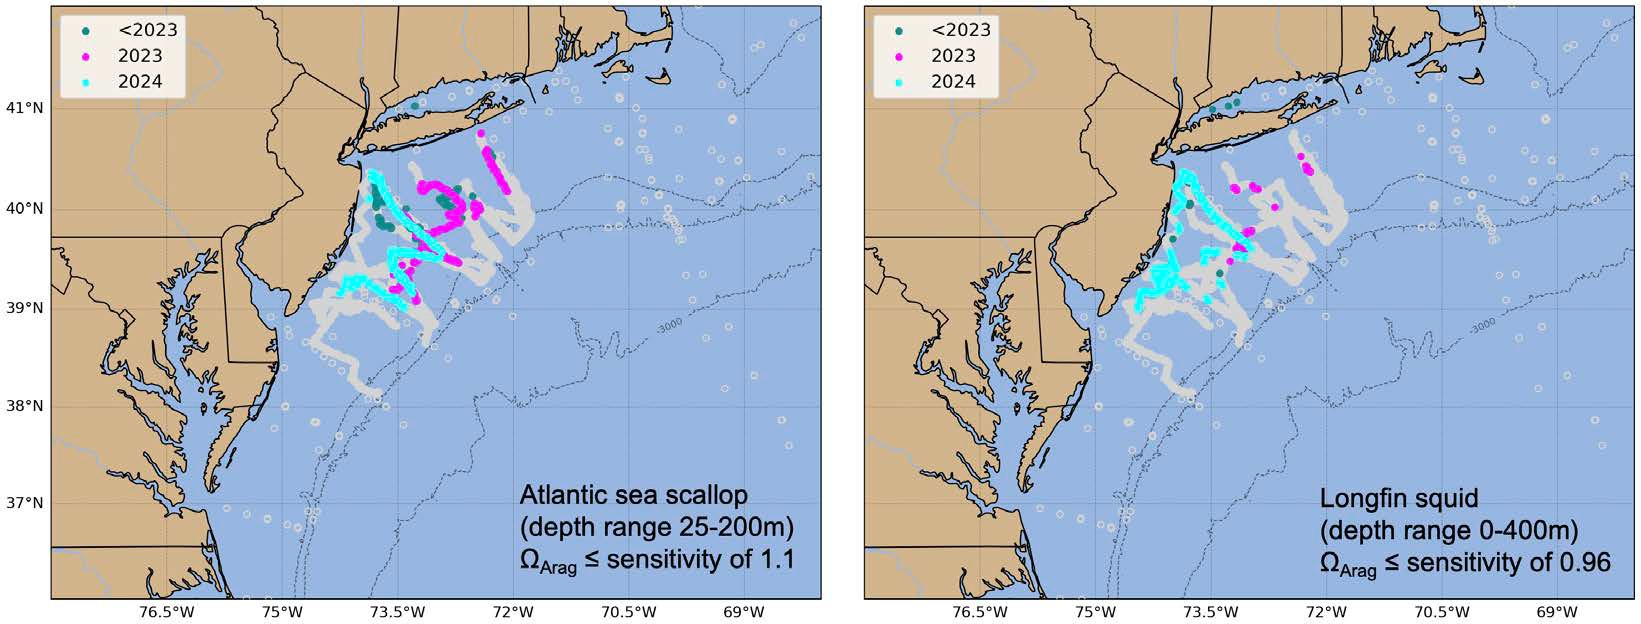 <2023
2023
2024
41°N
40°N
39°N
38°N
37°N
-3000
Atlantic sea scallop
(depth range 25-200m)
ΩArag ≤ sensitivity of 1.1
76.5°W 75°W 73.5°W 72°W 70.5°W 69°W
<2023
2023
2024
-3000
Longfin squid
(depth range 0-400m)
ΩArag ≤ sensitivity of 0.96
76.5°W 75°W 73.5°W 72°W 70.5°W 69°W